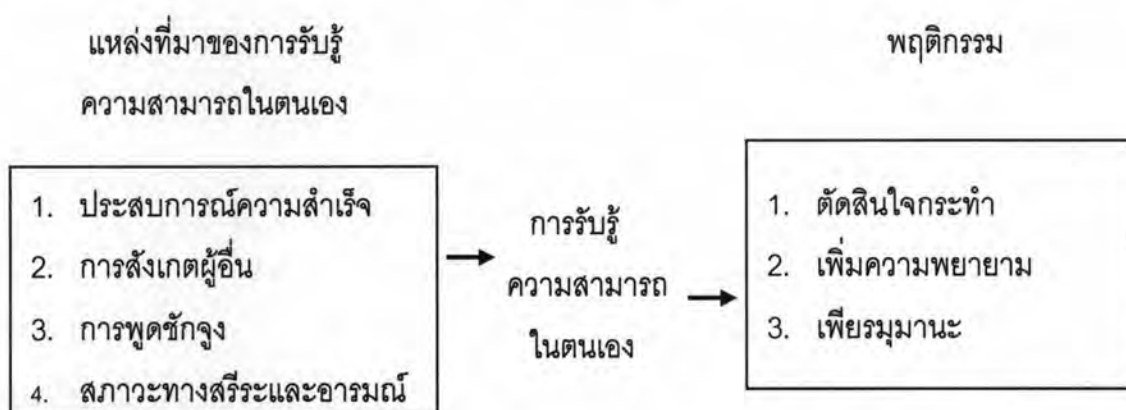 แหล่งที่มาของการรับรู้
ความสามารถในตนเอง
พฤติกรรม
1. ประสบการณ์ความสำเร็จ
2. การสังเกตผู้อื่น
3. การพูดชักจูง
4. สภาวะทางสรีระและอารมณ์
การรับรู้
ความสามารถ
ในตนเอง
1. ตัดสินใจกระทำ
2. เพิ่มความพยายาม
3. เพียรมุมานะ